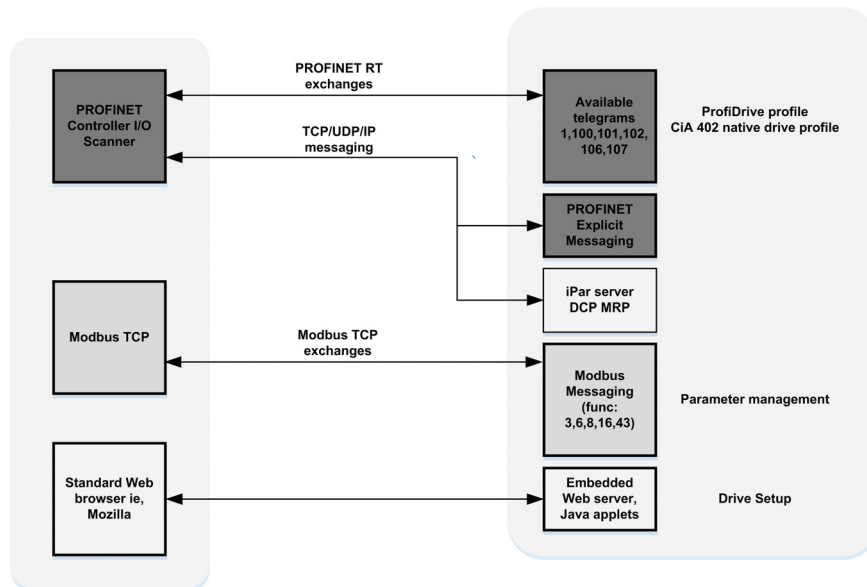 PROFINET RT
exchanges
PROFINET
Controller I/O
Scanner
Available
telegrams
1,100,101,102,
106,107
ProfiDrive profile
CiA 402 native drive profile
TCP/UDP/IP
messaging
PROFINET
Explicit
Messaging
iPar server
DCP MRP
Modbus TCP
Modbus TCP
exchanges
Modbus
Messaging
(func:
3,6,8,16,43)
Parameter management
Standard Web
browser ie,
Mozilla
Embedded
Web server,
Java applets
Drive Setup